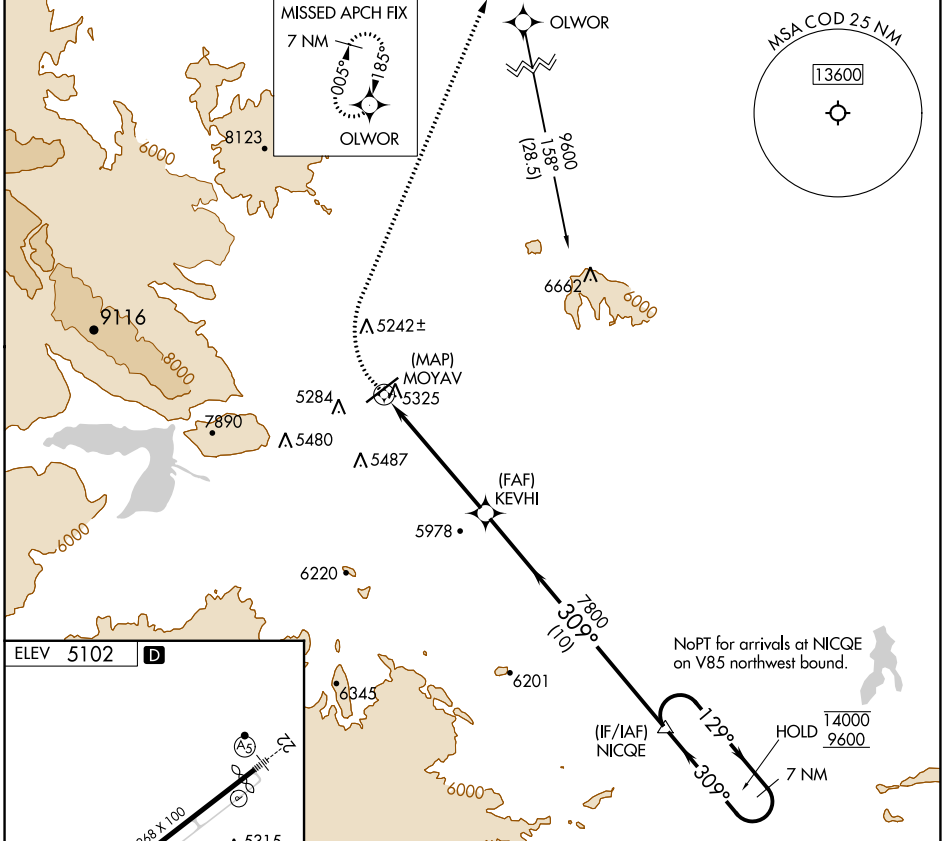 MISSED APCH FIX
7 NM
005°
185°
OLWOR
OLWOR
9600
158°
(28.5)
MSA COD 25 NM
13600
8123
6000
6662
6000
9116
8000
5242±
(MAP)
MOYAV
5325
5284
7890
5480
5487
(FAF)
KEVHI
5978
6000
6220
7800
309°
(10)
NoPT for arrivals at NICQE
on V85 northwest bound.
ELEV 5102 D
6345
6201
(IF/IAF)
NICQE
129°
HOLD
14000
9600
309°
7 NM
6000
A5
22
P
268 X 100
5315